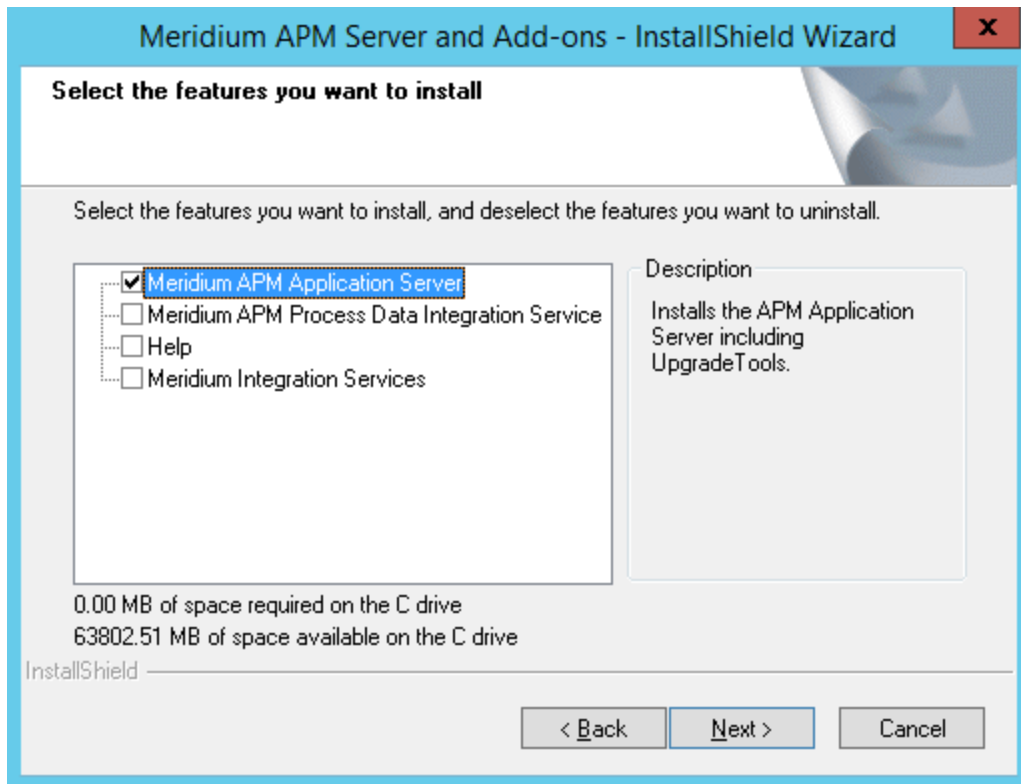 Meridium APM Server and Add-ons - InstallShield Wizard
x
Select the features you want to install
Select the features you want to install, and deselect the features you want to uninstall.
Meridium APM Application Server
Meridium APM Process Data Integration Service
Help
Meridium Integration Services
Description
Installs the APM Application
Server including
UpgradeTools.
0.00 MB of space required on the C drive
63802.51 MB of space available on the C drive
InstallShield
< Back
Next >
Cancel